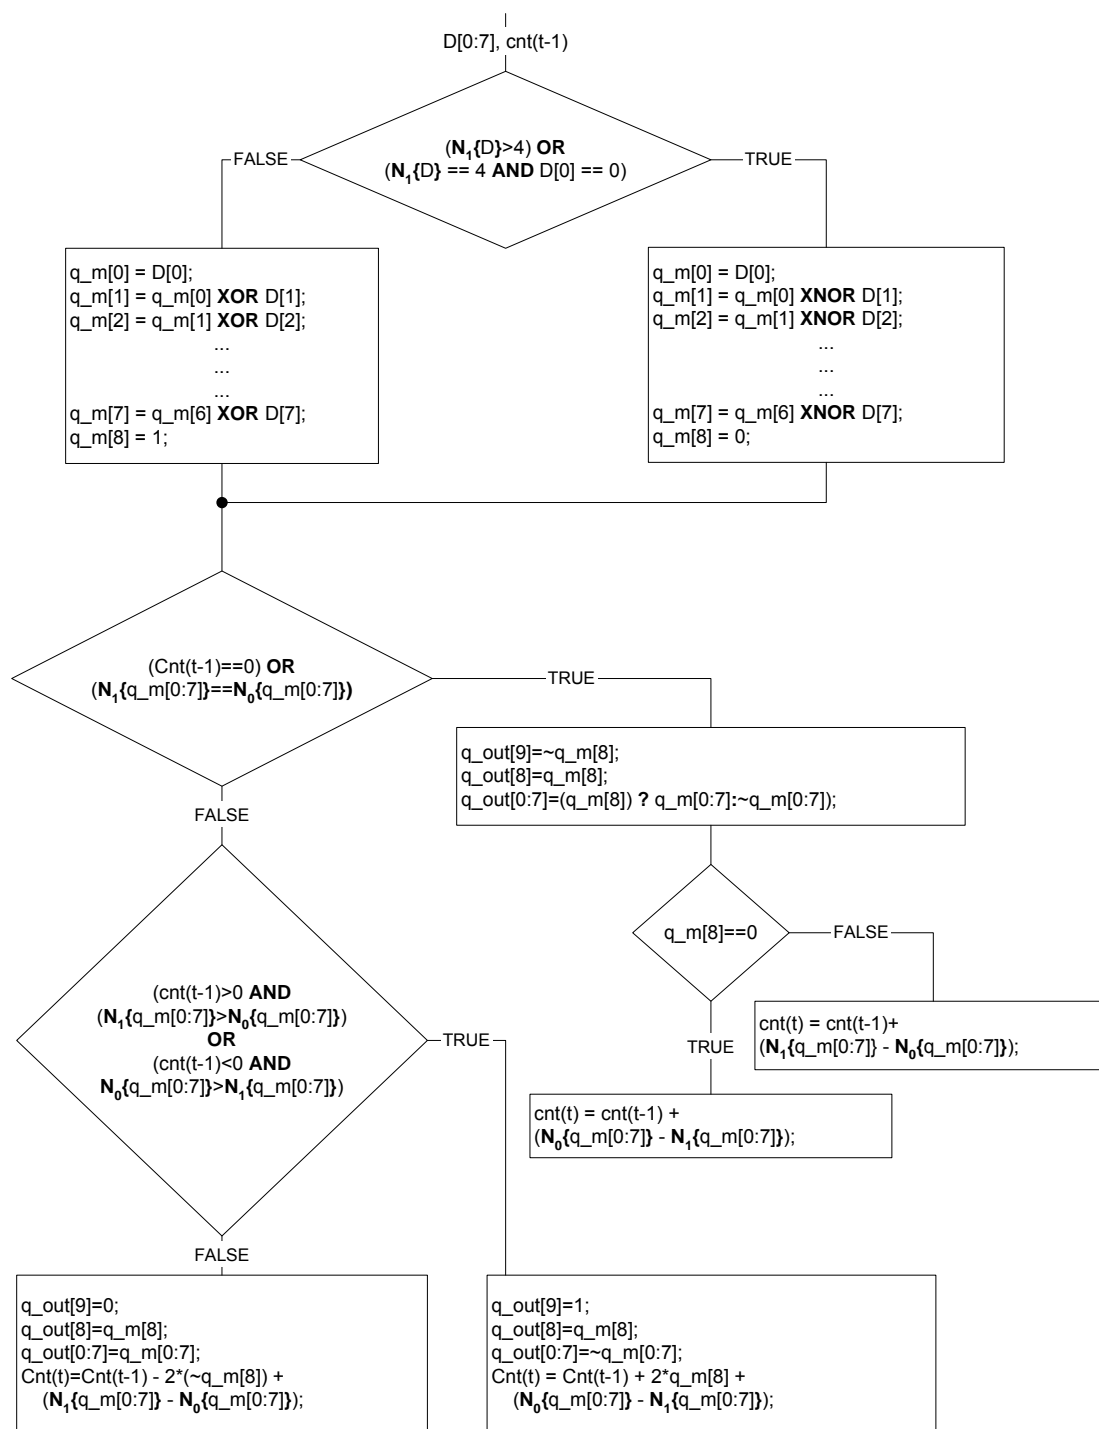 D[0:7], cnt(t-1)
(N1{D}>4) OR
(N1{D} == 4 AND D[0] == 0)
FALSE
TRUE
q_m[0] = D[0];
q_m[1] = q_m[0] XOR D[1];
q_m[2] = q_m[1] XOR D[2];
...
...
...
q_m[7] = q_m[6] XOR D[7];
q_m[8] = 1;
q_m[0] = D[0];
q_m[1] = q_m[0] XNOR D[1];
q_m[2] = q_m[1] XNOR D[2];
...
...
...
q_m[7] = q_m[6] XNOR D[7];
q_m[8] = 0;
(Cnt(t-1)==0) OR
(N1{q_m[0:7]}==N0{q_m[0:7]})
TRUE
FALSE
q_out[9]=~q_m[8];
q_out[8]=q_m[8];
q_out[0:7]=(q_m[8]) ? q_m[0:7]:~q_m[0:7]);
q_m[8]==0
FALSE
TRUE
cnt(t) = cnt(t-1)+
(N1{q_m[0:7]} - N0{q_m[0:7]});
cnt(t) = cnt(t-1) +
(N0{q_m[0:7]} - N1{q_m[0:7]});
(cnt(t-1)>0 AND
(N1{q_m[0:7]}>N0{q_m[0:7]})
OR
(cnt(t-1)<0 AND
N0{q_m[0:7]}>N1{q_m[0:7]})
TRUE
FALSE
q_out[9]=0;
q_out[8]=q_m[8];
q_out[0:7]=q_m[0:7];
Cnt(t)=Cnt(t-1) - 2*(~q_m[8]) +
(N1{q_m[0:7]} - N0{q_m[0:7]});
q_out[9]=1;
q_out[8]=q_m[8];
q_out[0:7]=~q_m[0:7];
Cnt(t) = Cnt(t-1) + 2*q_m[8] +
(N0{q_m[0:7]} - N1{q_m[0:7]});